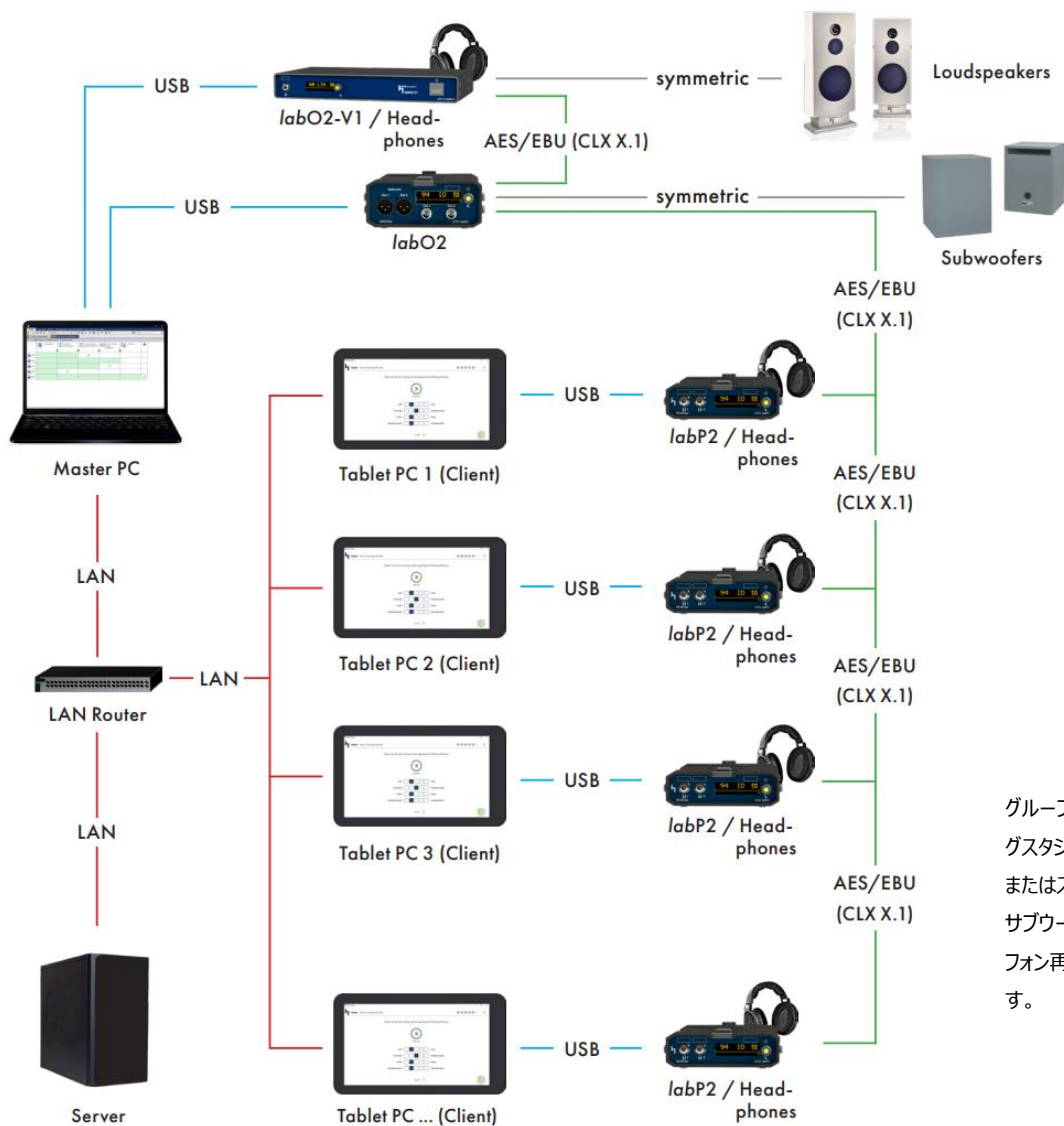 USB
labO2-V1 / Head-
phones
symmetric
Loudspeakers
AES/EBU (CLX X.1)
USB
labO2
symmetric
Subwoofers
AES/EBU
(CLX X.1)
Master PC
Tablet PC 1 (Client)
USB
labP2 / Head-
phones
AES/EBU
(CLX X.1)
LAN
Tablet PC 2 (Client)
USB
labP2 / Head-
phones
LAN Router
LAN
AES/EBU
(CLX X.1)
Tablet PC 3 (Client)
USB
labP2 / Head-
phones
LAN
AES/EBU
(CLX X.1)
Server
Tablet PC ... (Client)
USB
labP2 / Head-
phones
グループ
グスタジ
または
サブウー
フォン再
す。